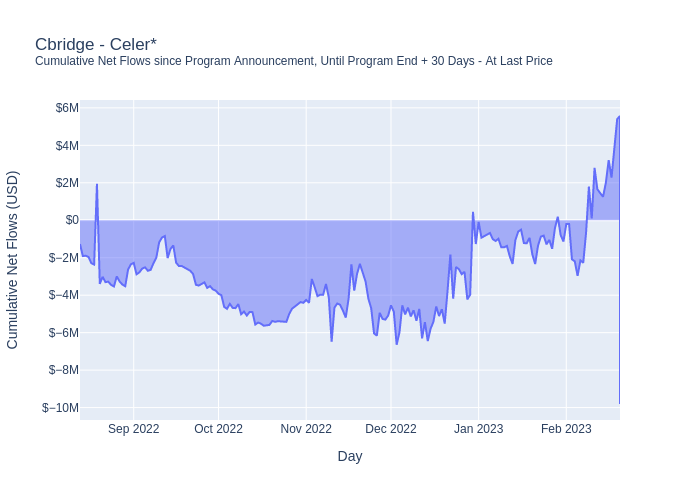 Cbridge - Celer*
Cumulative Net Flows since Program Announcement, Until Program End + 30 Days - At Last Price
Cumulative Net Flows (USD)
$6M
$4M
$2M
$0
$−2M
$−4M
$−6M
$−8M
$−10M
Sep 2022
Oct 2022
Nov 2022
Dec 2022
Jan 2023
Feb 2023
Day